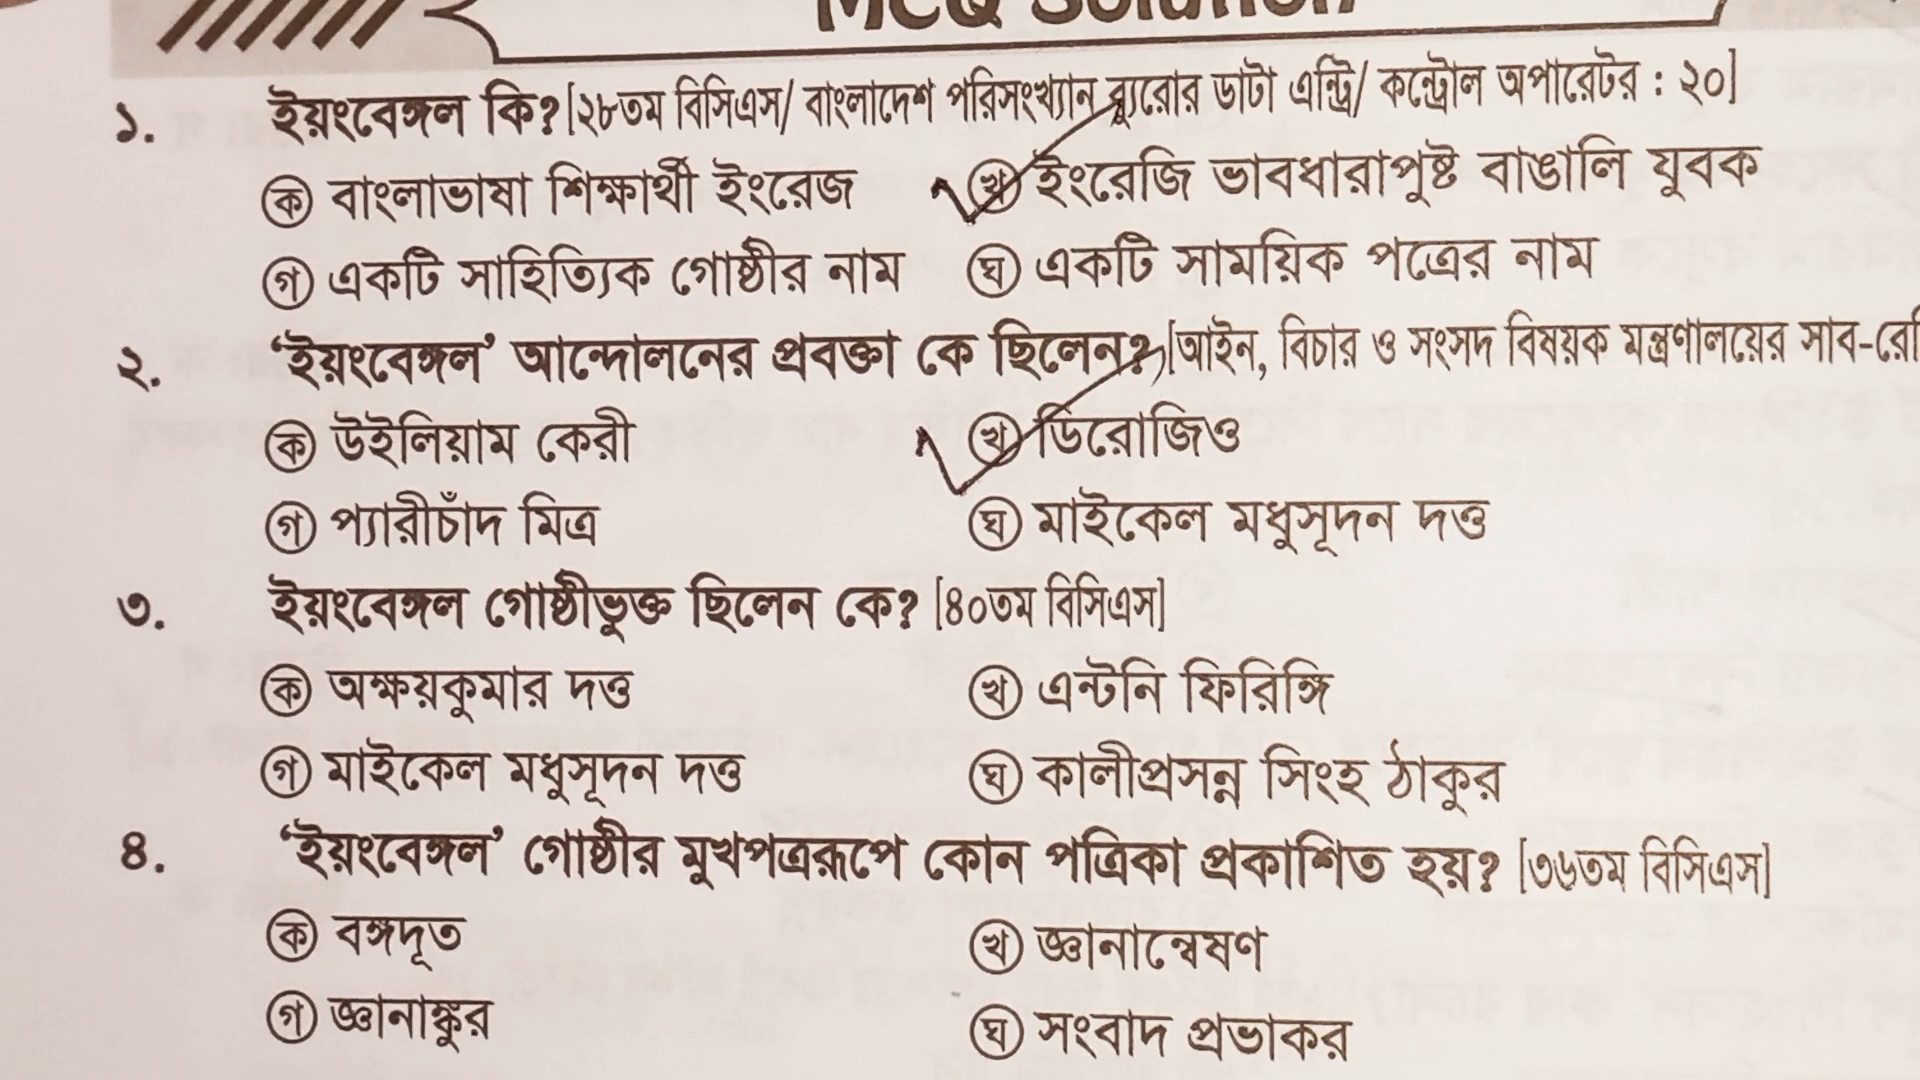 MCQ Solution
১. ইয়ংবেঙ্গল কি? [২৮তম বিসিএস/ বাংলাদেশ পরিসংখ্যান ব্যুরোর ডাটা এন্ট্রি/ কন্ট্রোল অপারেটর : ২০]
ক বাংলাভাষা শিক্ষার্থী ইংরেজ খ ইংরেজি ভাবধারাপুষ্ট বাঙালি যুবক
গ একটি সাহিত্যিক গোষ্ঠীর নাম ঘ একটি সাময়িক পত্রের নাম
২. ‘ইয়ংবেঙ্গল’ আন্দোলনের প্রবক্তা কে ছিলেন? [আইন, বিচার ও সংসদ বিষয়ক মন্ত্রণালয়ের সাব-রে
ক উইলিয়াম কেরী খ ডিরোজিও
গ প্যারীচাঁদ মিত্র ঘ মাইকেল মধুসূদন দত্ত
৩. ইয়ংবেঙ্গল গোষ্ঠীভুক্ত ছিলেন কে? [৪০তম বিসিএস]
ক অক্ষয়কুমার দত্ত খ এন্টনি ফিরিঙ্গি
গ মাইকেল মধুসূদন দত্ত ঘ কালীপ্রসন্ন সিংহ ঠাকুর
৪. ‘ইয়ংবেঙ্গল’ গোষ্ঠীর মুখপত্ররূপে কোন পত্রিকা প্রকাশিত হয়? [৩৬তম বিসিএস]
ক বঙ্গদূত খ জ্ঞানান্বেষণ
গ জ্ঞানাঙ্কুর ঘ সংবাদ প্রভাকর